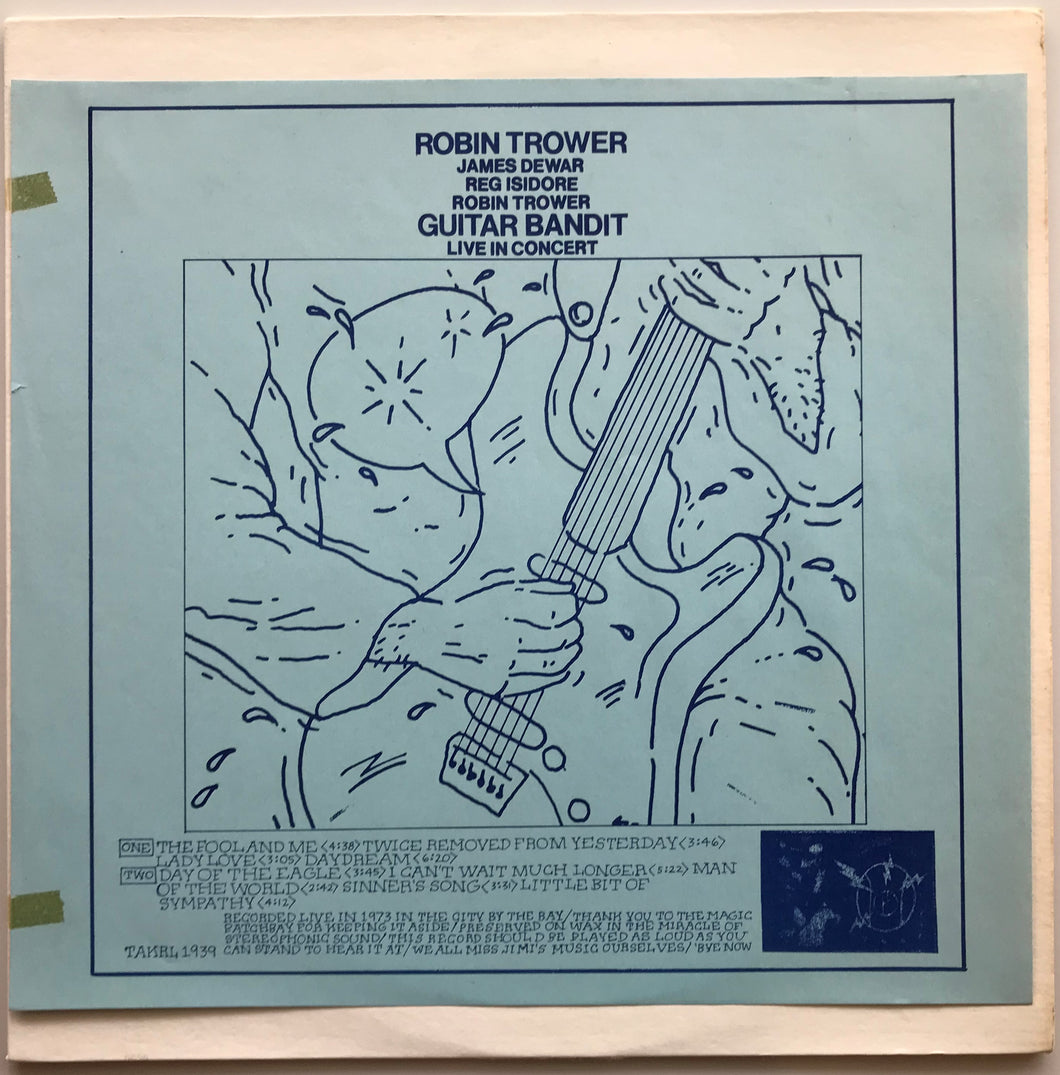 ROBIN TROWER
JAMES DEWAR
REG ISIDORE
ROBIN TROWER
GUITAR BANDIT
LIVE IN CONCERT
ONE THE FOOL AND ME <4:38> TWICE REMOVED FROM YESTERDAY <3:46>
LADY LOVE <3:05> DAYDREAM <6:20>
TWO DAY OF THE EAGLE <3:45> I CAN'T WAIT MUCH LONGER <5:22> MAN
OF THE WORLD <2:42> SINNER'S SONG <3:31> LITTLE BIT OF
SYMPATHY <4:12>
RECORDED LIVE IN 1973 IN THE CITY BY THE BAY/THANK YOU TO THE MAGIC
PATCHBAY FOR KEEPING IT ASIDE/PRESERVED ON WAX IN THE MIRACLE OF
STEREOPHONIC SOUND/THIS RECORD SHOULD BE PLAYED AS LOUD AS YOU
TAKRL 1939 CAN STAND TO HEAR IT AT/WE ALL MISS JIMI'S MUSIC OURSELVES/'BYE NOW